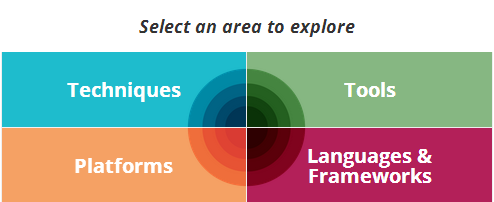 Select an area to explore
Techniques
Tools
Platforms
Languages &
Frameworks